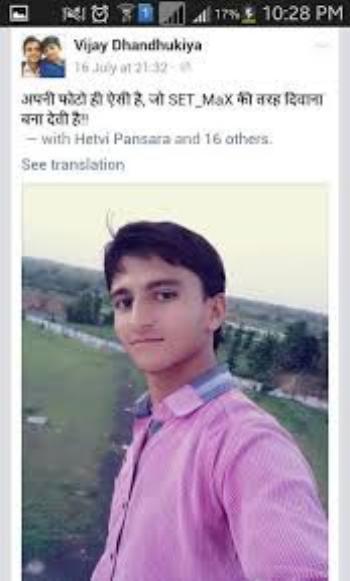 17% 10:28 PM
Vijay Dhandhukiya
16 July at 21:32 ·
अपनी फोटो ही ऐसी है, जो SET_MaX की तरह दिवाना
बना देती है!!
— with Hetvi Pansara and 16 others.
See translation